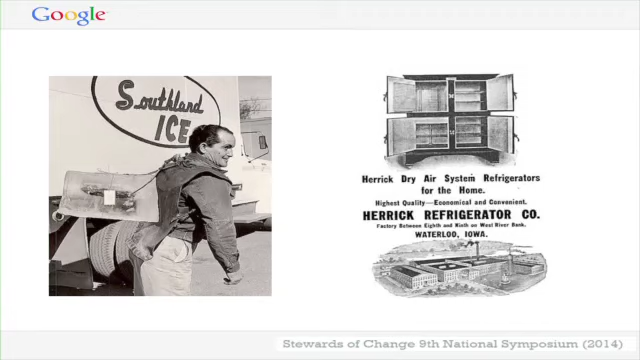 Google
Southland
ICE
Herrick Dry Air System Refrigerators
for the Home.
Highest Quality—Economical and Convenient.
HERRICK REFRIGERATOR CO.
Factory Between Eighth and Ninth on West River Bank.
WATERLOO, IOWA.
Stewards of Change 9th National Symposium (2014)